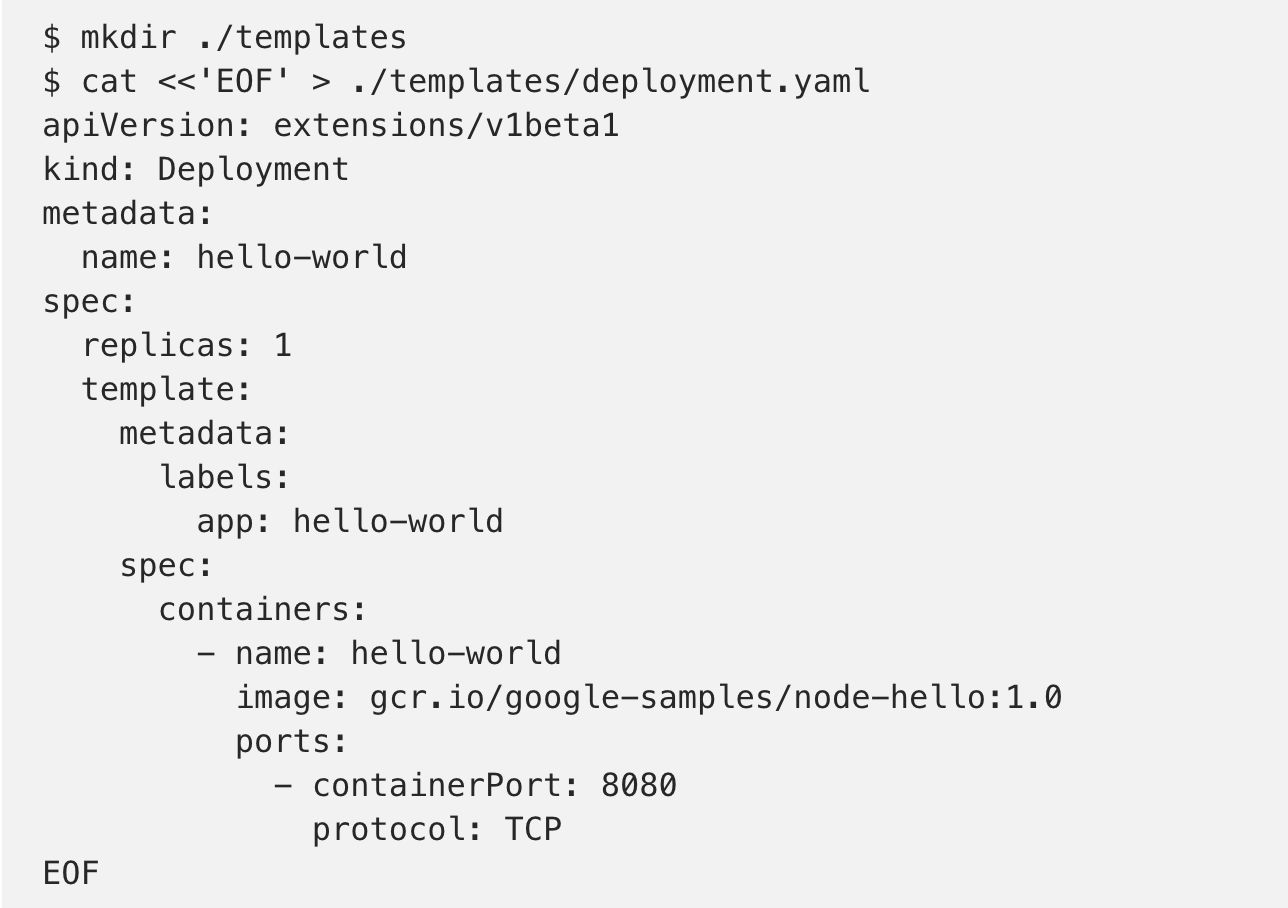 $ mkdir ./templates
$ cat <<'EOF' > ./templates/deployment.yaml
apiVersion: extensions/v1beta1
kind: Deployment
metadata:
  name: hello-world
spec:
  replicas: 1
  template:
    metadata:
      labels:
        app: hello-world
    spec:
      containers:
        - name: hello-world
          image: gcr.io/google-samples/node-hello:1.0
          ports:
            - containerPort: 8080
              protocol: TCP
EOF